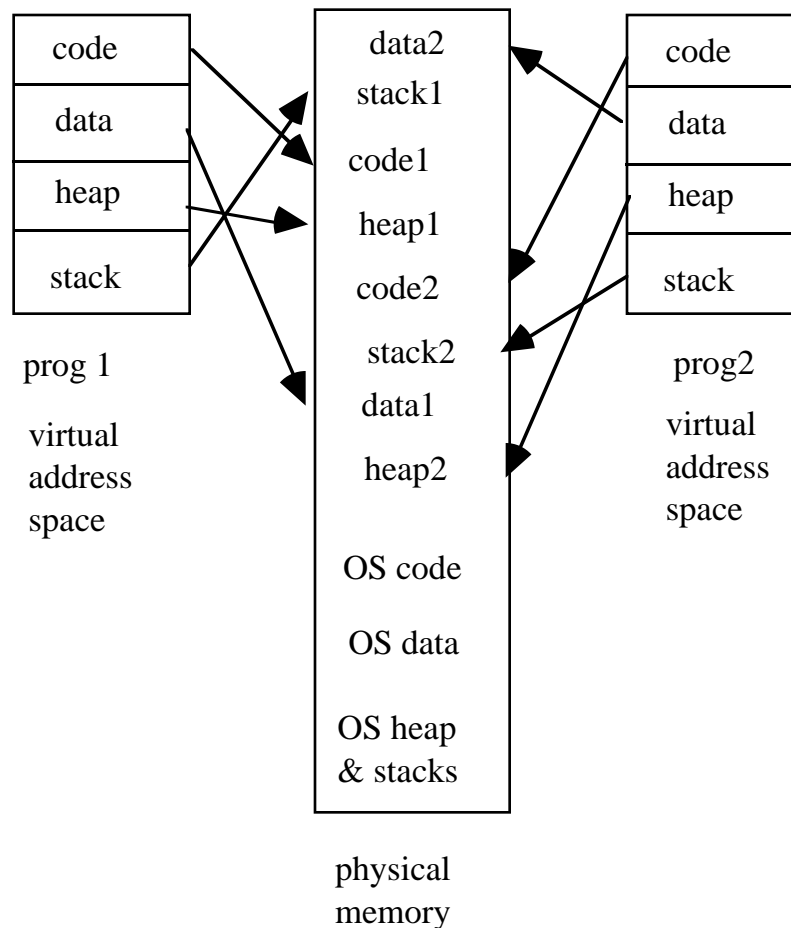 code
data
heap
stack
prog 1
virtual
address
space
data2
stack1
code1
heap1
code2
stack2
data1
heap2
OS code
OS data
OS heap
& stacks
physical
memory
code
data
heap
stack
prog2
virtual
address
space